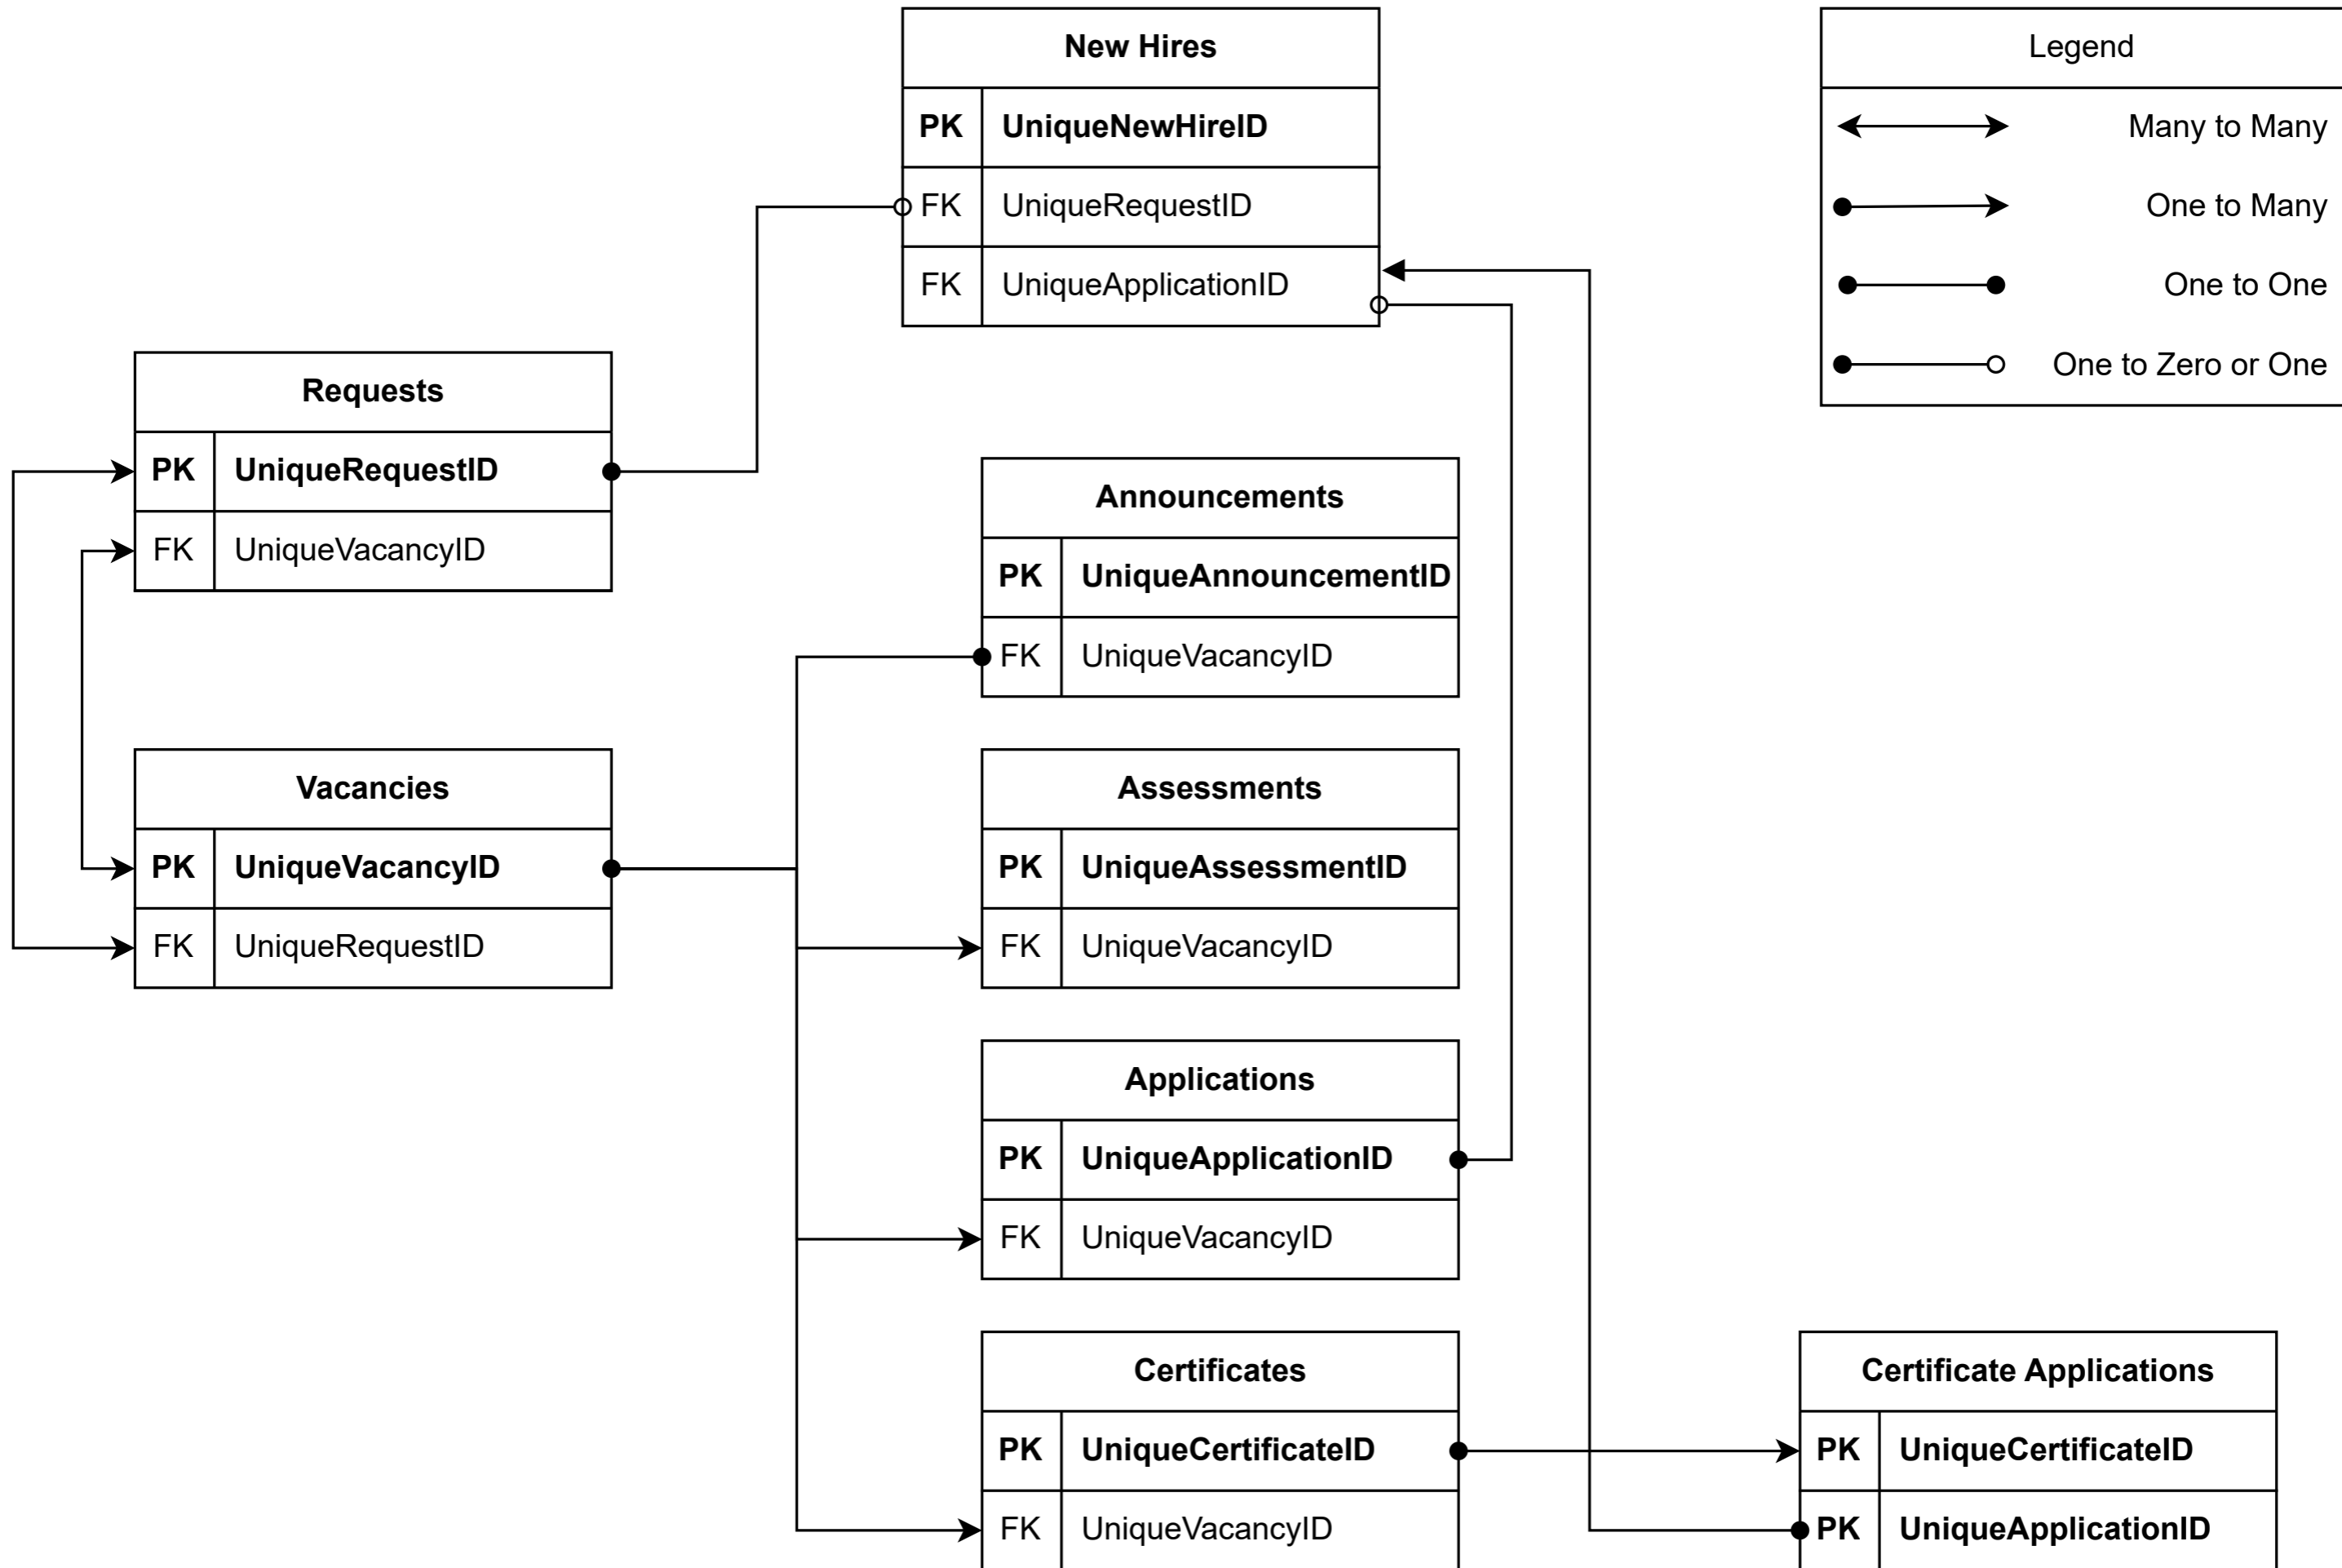 New Hires
PK UniqueNewHireID
FK UniqueRequestID
FK UniqueApplicationID
Legend
Many to Many
One to Many
One to One
One to Zero or One
Requests
PK UniqueRequestID
FK UniqueVacancyID
Announcements
PK UniqueAnnouncementID
FK UniqueVacancyID
Vacancies
PK UniqueVacancyID
FK UniqueRequestID
Assessments
PK UniqueAssessmentID
FK UniqueVacancyID
Applications
PK UniqueApplicationID
FK UniqueVacancyID
Certificates
PK UniqueCertificateID
FK UniqueVacancyID
Certificate Applications
PK UniqueCertificateID
PK UniqueApplicationID